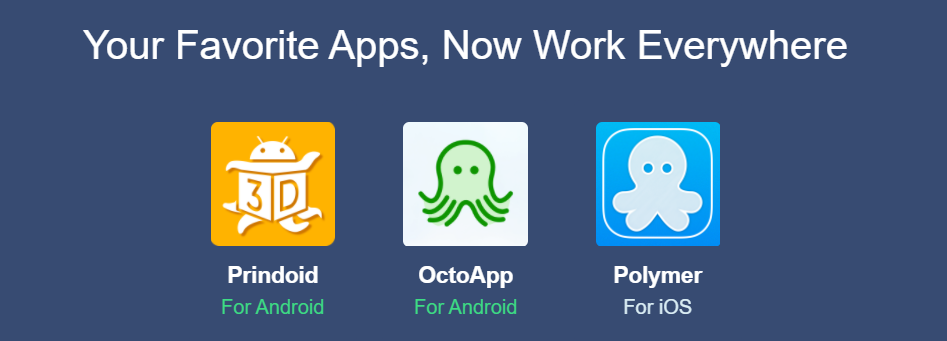 Your Favorite Apps, Now Work Everywhere
3D
Prindoid
OctoApp
Polymer
For Android
For Android
For iOS